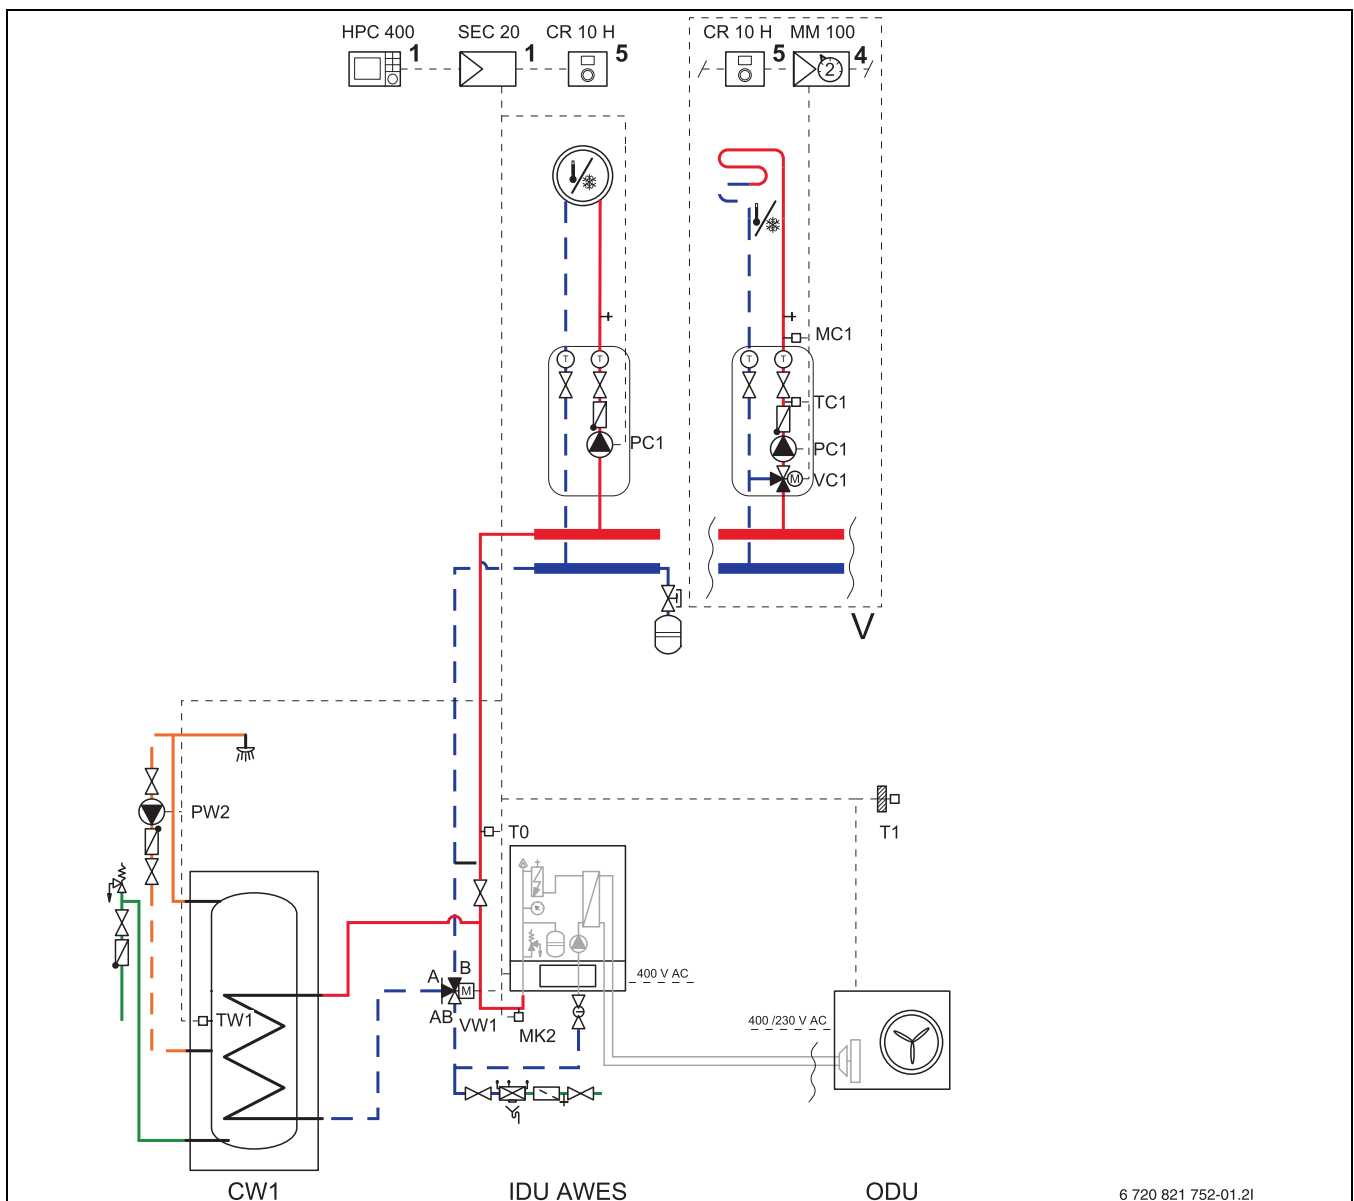 HPC 400 1
SEC 20 1
CR 10 H 5
CR 10 H 5
MM 100 4
2
MC1
T T
T T
TC1
PC1
PC1
M VC1
V
PW2
T0
T1
A B
M
AB VW1
MK2
400 V AC
TW1
400 /230 V AC
CW1
IDU AWES
ODU
6 720 821 752-01.2I